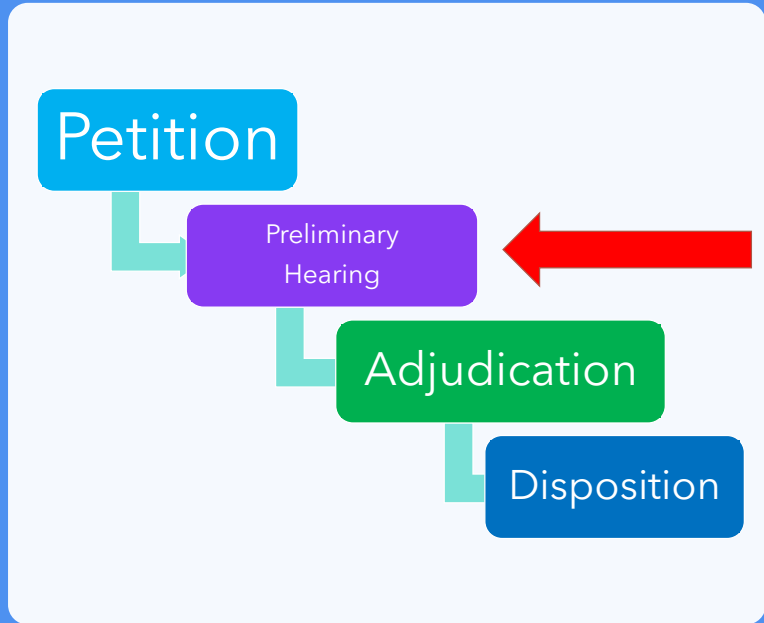 Petition
Preliminary
Hearing
Adjudication
Disposition